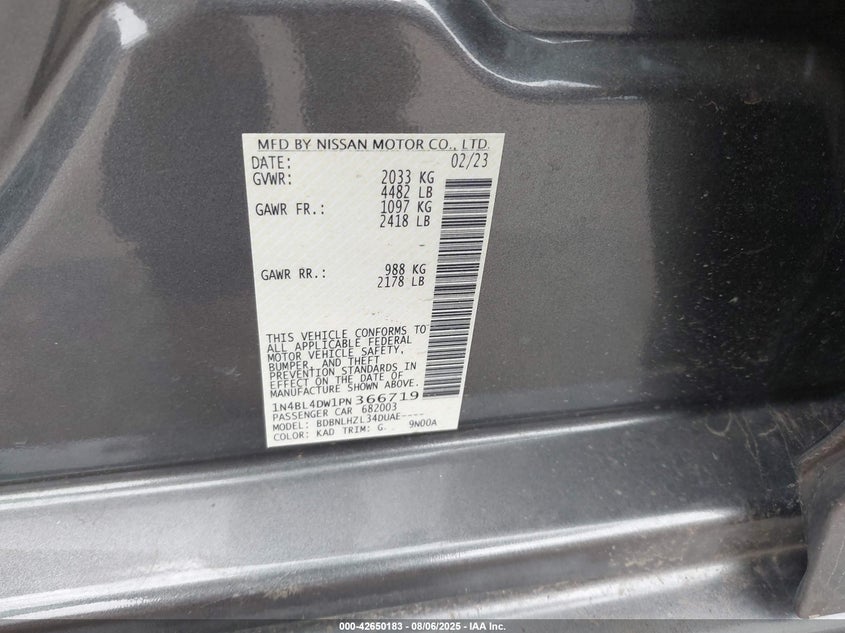 MFD BY NISSAN MOTOR CO., LTD.
DATE: 02/23
GVWR: 2033 KG
4482 LB
GAWR FR.: 1097 KG
2418 LB
GAWR RR.: 988 KG
2178 LB
THIS VEHICLE CONFORMS TO
ALL APPLICABLE FEDERAL
MOTOR VEHICLE SAFETY,
BUMPER, AND THEFT
PREVENTION STANDARDS IN
EFFECT ON THE DATE OF
MANUFACTURE SHOWN ABOVE.
1N4BL4DW1PN366719
PASSENGER CAR 682003
MODEL: BDBNLHZL34DUAE----
COLOR: KAD TRIM: G. 9N00A
000-42650183 - 08/06/2025 - IAA Inc.